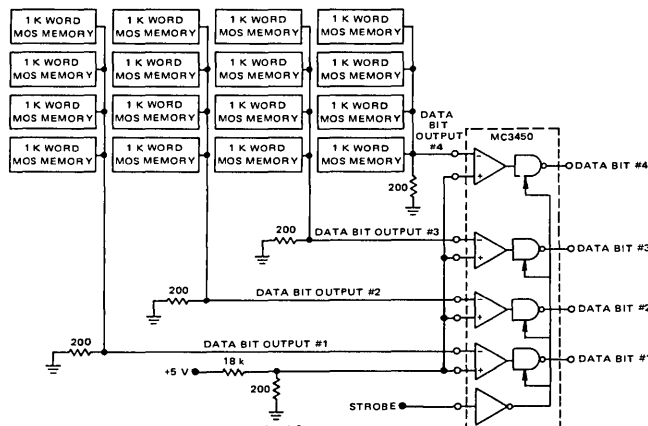 1 K WORD
MOS MEMORY
1 K WORD
MOS MEMORY
1 K WORD
MOS MEMORY
1 K WORD
MOS MEMORY
1 K WORD
MOS MEMORY
1 K WORD
MOS MEMORY
1 K WORD
MOS MEMORY
1 K WORD
MOS MEMORY
1 K WORD
MOS MEMORY
1 K WORD
MOS MEMORY
1 K WORD
MOS MEMORY
1 K WORD
MOS MEMORY
1 K WORD
MOS MEMORY
1 K WORD
MOS MEMORY
1 K WORD
MOS MEMORY
1 K WORD
MOS MEMORY
DATA
BIT
OUTPUT
#4
MC3450
− +
DATA BIT #4
200
200
DATA BIT OUTPUT #3
− +
DATA BIT #3
200
DATA BIT OUTPUT #2
− +
DATA BIT #2
200
DATA BIT OUTPUT #1
− +
DATA BIT #1
+5 V
18 k
200
STROBE